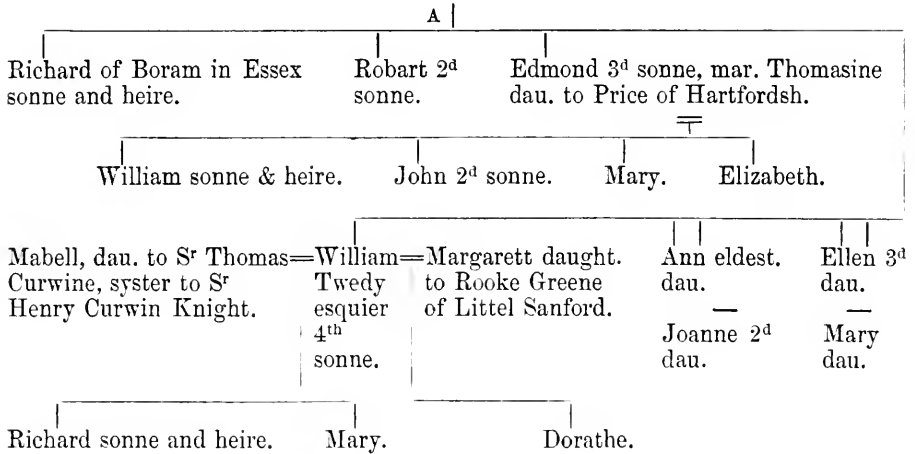 A
Richard of Boram in Essex
sonne and heire.
Robart 2ᵈ
sonne.
Edmond 3ᵈ sonne, mar. Thomasine
dau. to Price of Hartfordsh.
William sonne & heire.
John 2ᵈ sonne.
Mary.
Elizabeth.
Mabell, dau. to Sʳ Thomas
Curwine, syster to Sʳ
Henry Curwin Knight.
William
Twedy
esquier
4ᵗʰ
sonne.
Margarett daught.
to Rooke Greene
of Littel Sanford.
Ann eldest.
dau.
Joanne 2ᵈ
dau.
Ellen 3ᵈ
dau.
Mary
dau.
Richard sonne and heire.
Mary.
Dorathe.